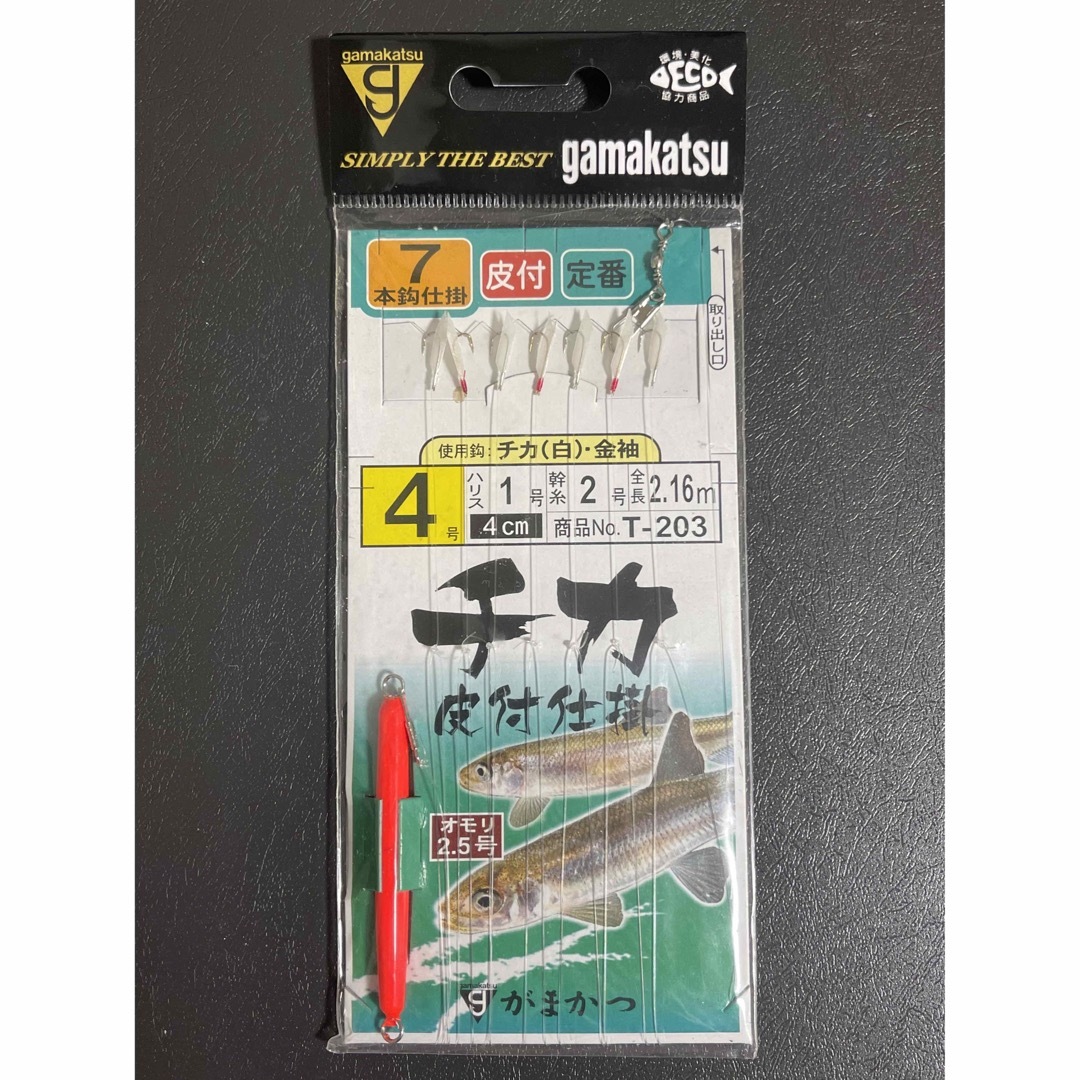 gamakatsu
g
SIMPLY THE BEST
gamakatsu
環境・美化
ECO
協力商品
7
本鈎仕掛
皮付
定番
取り出し口
使用鈎:チカ(白)・金袖
4号
ハリス 1号 幹糸 2号 全長 2.16m
4cm 商品No.T-203
チカ
皮付仕掛
オモリ
2.5号
gamakatsu
g がまかつ